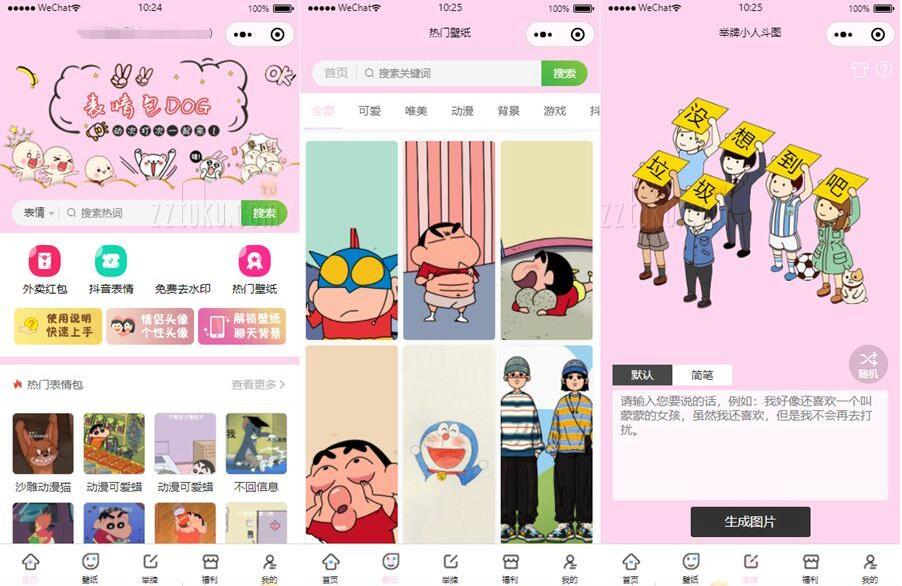 WeChat
10:24
100%
表情包DOG
动次打次一起来!
表情
搜索热词
搜索
ZZTUKU.COM
外卖红包
抖音表情
免费去水印
热门壁纸
使用说明
快速上手
情侣头像
个性头像
解锁壁纸
聊天背景
热门表情包
查看更多
沙雕动漫猫
动漫可爱蜡
动漫可爱蜡
不回信息
首页
壁纸
举牌
福利
我的
WeChat
10:25
100%
热门壁纸
首页
搜索关键词
搜索
全部
可爱
唯美
动漫
背景
游戏
抖
首页
壁纸
举牌
福利
我的
WeChat
10:25
100%
举牌小人斗图
没想到吧
垃圾
随机
默认
简笔
请输入您要说的话，例如：我好像还喜欢一个叫
蒙蒙的女孩，虽然我还喜欢，但是我不会再去打
扰。
生成图片
首页
壁纸
举牌
福利
我的